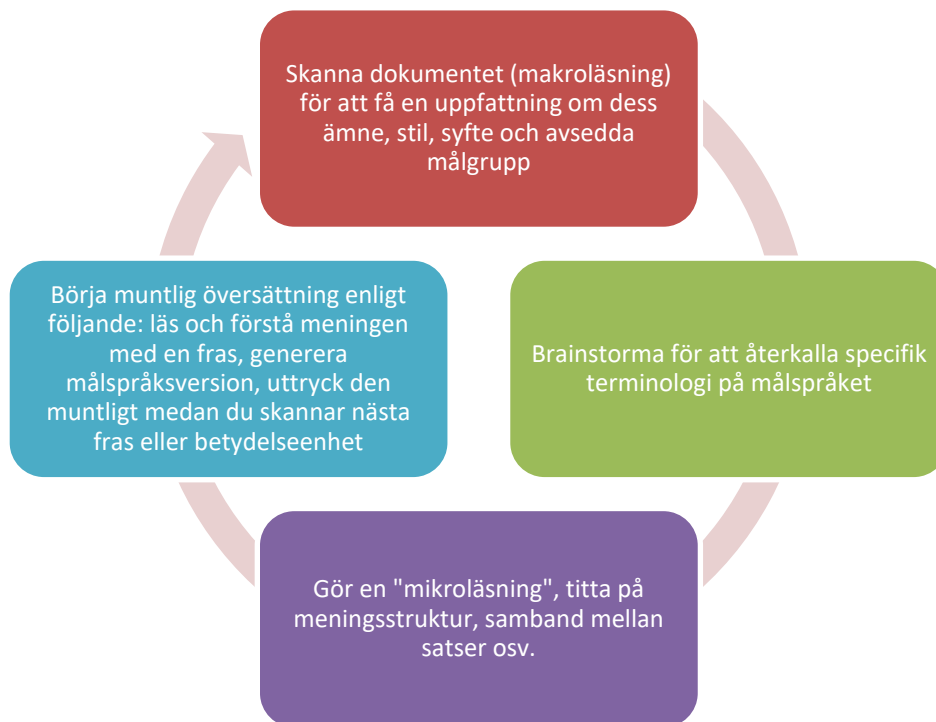 Skanna dokumentet (makroläsning)
för att få en uppfattning om dess
ämne, stil, syfte och avsedda
målgrupp
Brainstorma för att återkalla specifik
terminologi på målspråket
Gör en "mikroläsning", titta på
meningsstruktur, samband mellan
satser osv.
Börja muntlig översättning enligt
följande: läs och förstå meningen
med en fras, generera
målspråksversion, uttryck den
muntligt medan du skannar nästa
fras eller betydelseenhet